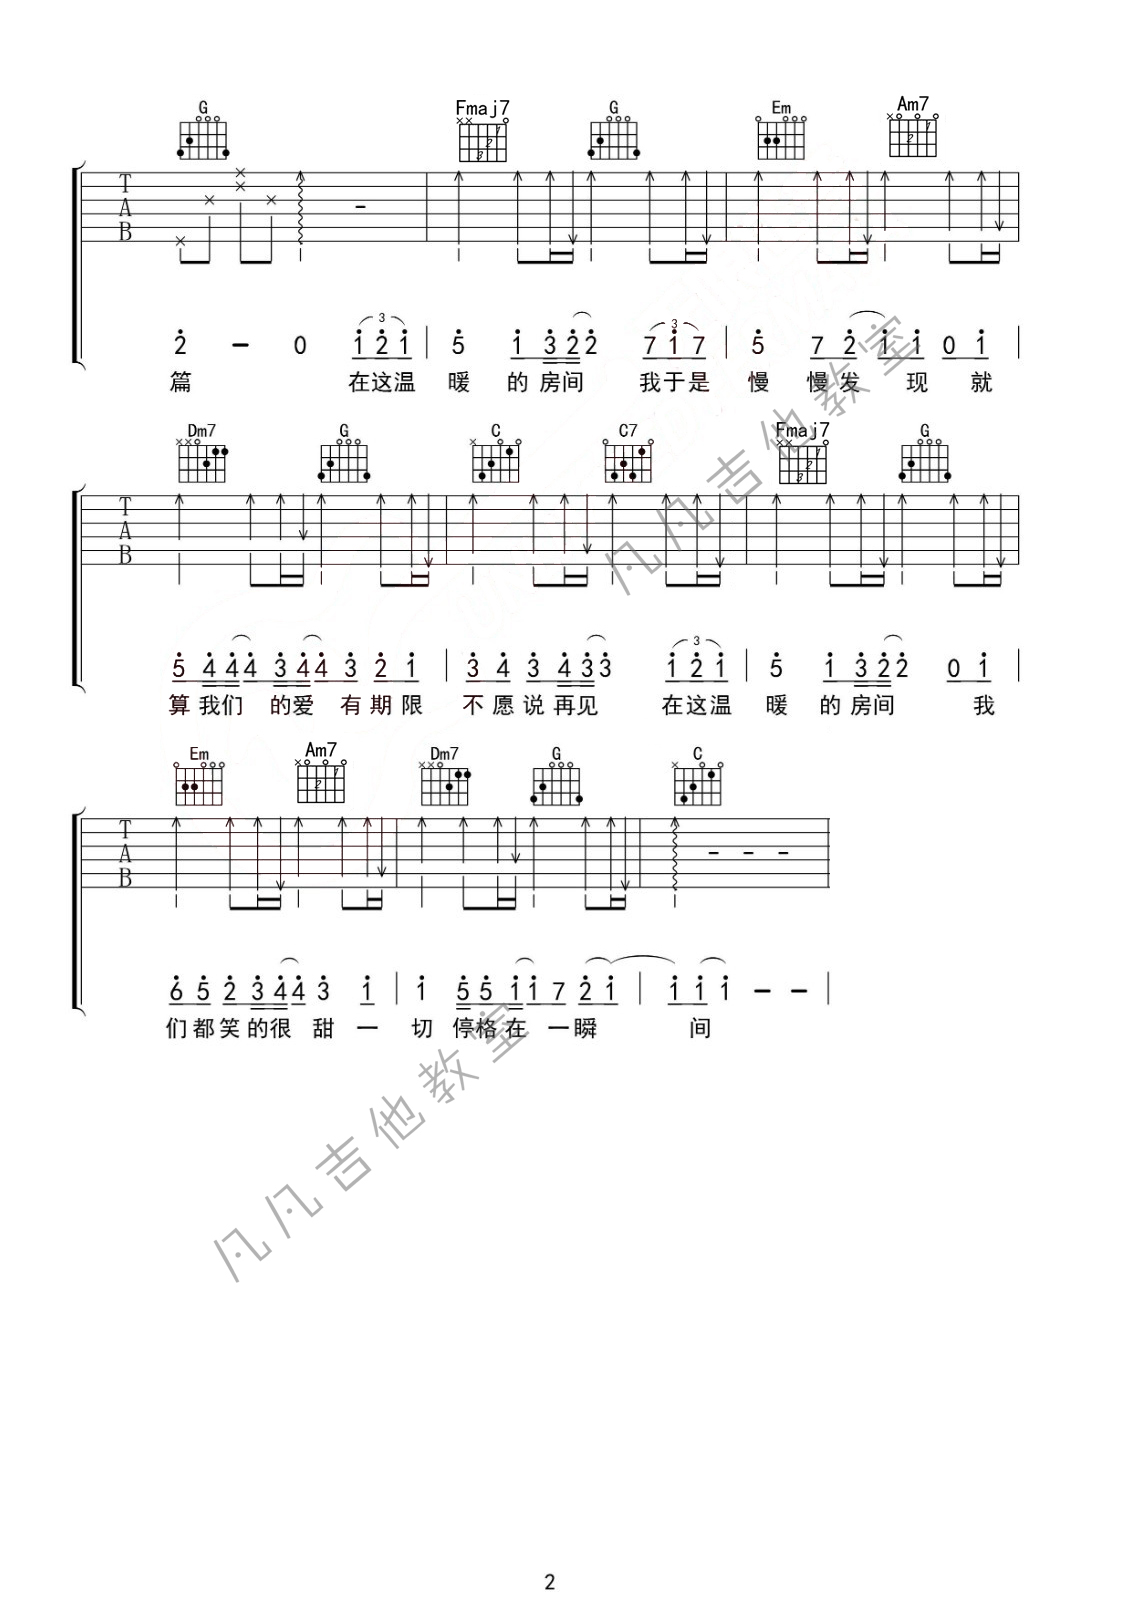 G Fmaj7 G Em Am7
T
A
B
3 3
2 - 0 1 2 1 | 5 1 3 2 2 7 1 7 | 5 7 2 1 1 0 1 |
篇 在这温 暖 的 房间 我于是 慢 慢发 现 就
Dm7 G C C7 Fmaj7 G
T
A
B
3
5 4 4 4 3 4 4 3 2 1 | 3 4 3 4 3 3 1 2 1 | 5 1 3 2 2 0 1 |
算 我们 的爱 有 期 限 不 愿 说 再见 在这温 暖 的 房间 我
Em Am7 Dm7 G C
T
A
B
6 5 2 3 4 4 3 1 | 1 5 5 1 1 7 2 1 | 1 1 1 - - |
们 都 笑 的很 甜 一 切 停格 在 一 瞬 间
凡凡吉他教室
凡凡吉他教室
2